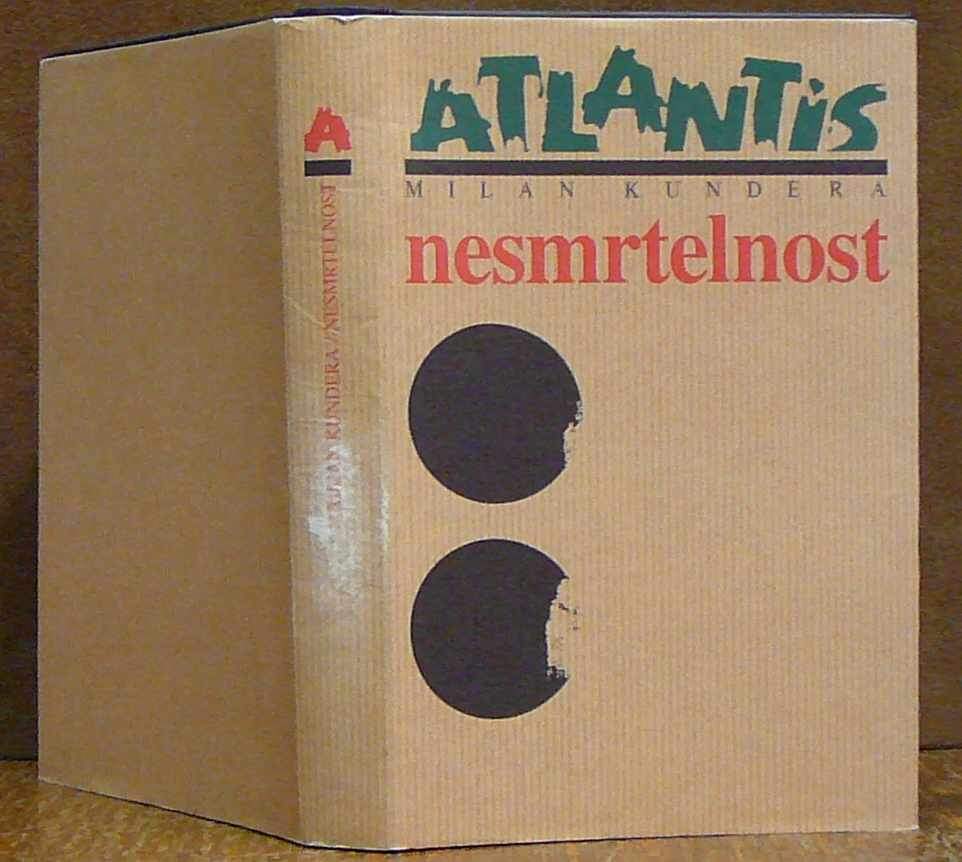 ATLANTiS
MILAN KUNDERA
nesmrtelnost
A
MILAN KUNDERA //NESMRTELNOST